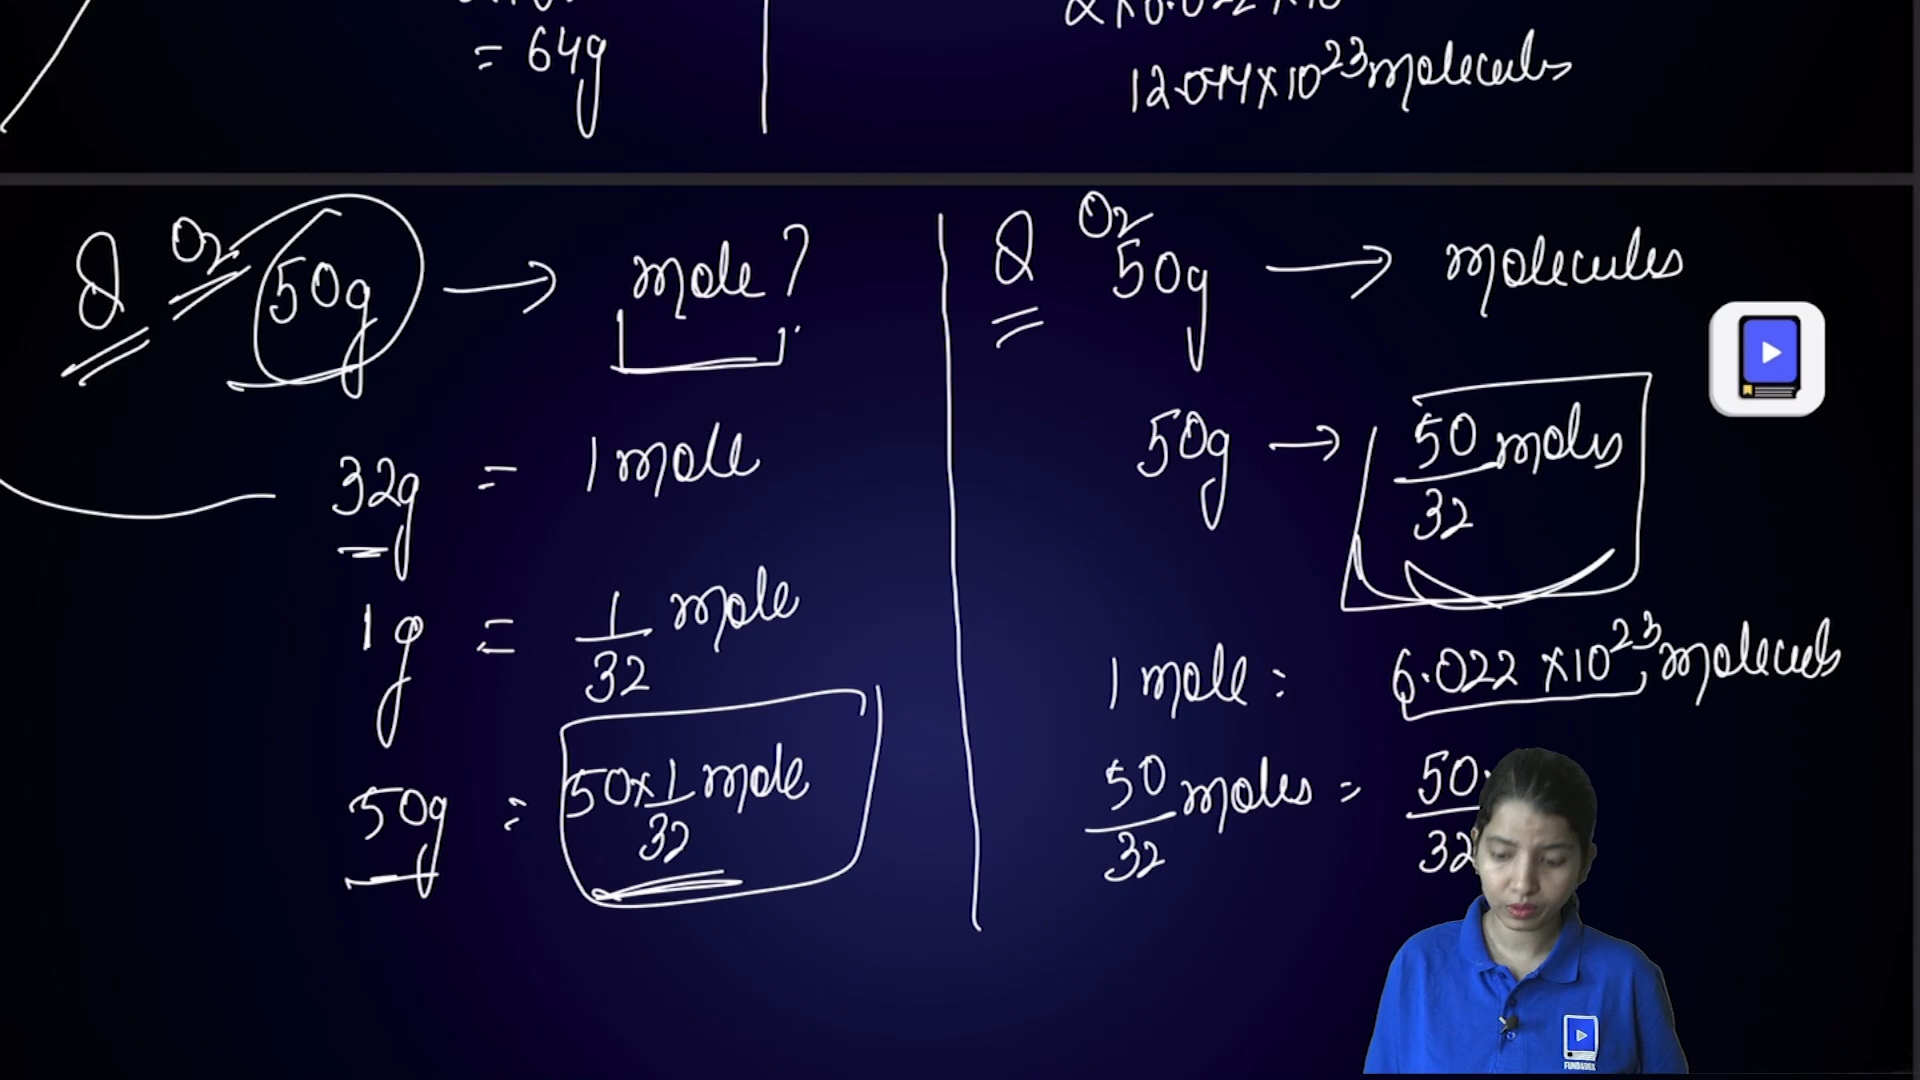 = 64g
12.044×10²³ molecules
Q O₂ 50g → mole?
32g = 1 mole
1g = 1/32 mole
50g = 50×1/32 mole
Q O₂ 50g → molecules
50g → 50/32 moles
1 mole = 6.022 ×10²³ molecules
50/32 moles = 50/32